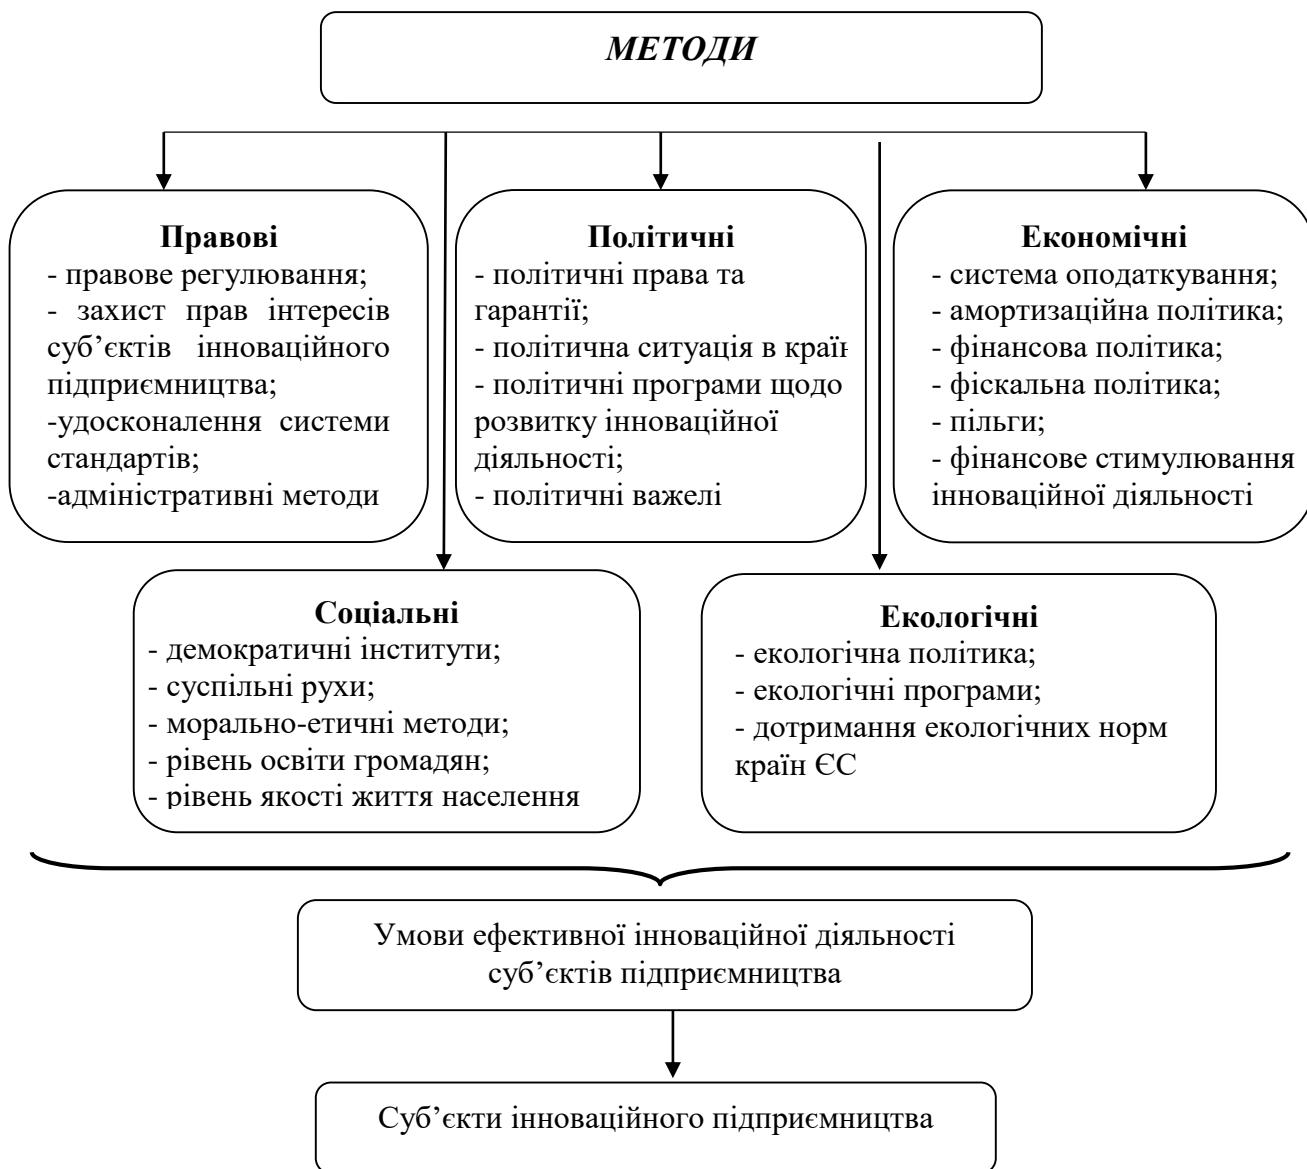 МЕТОДИ
Правові
- правове регулювання;
- захист прав інтересів
суб’єктів інноваційного
підприємництва;
-удосконалення системи
стандартів;
-адміністративні методи
Політичні
- політичні права та
гарантії;
- політична ситуація в країн
- політичні програми щодо
розвитку інноваційної
діяльності;
- політичні важелі
Економічні
- система оподаткування;
- амортизаційна політика;
- фінансова політика;
- фіскальна політика;
- пільги;
- фінансове стимулювання
інноваційної діяльності
Соціальні
- демократичні інститути;
- суспільні рухи;
- морально-етичні методи;
- рівень освіти громадян;
- рівень якості життя населення
Екологічні
- екологічна політика;
- екологічні програми;
- дотримання екологічних норм
країн ЄС
Умови ефективної інноваційної діяльності
суб’єктів підприємництва
Суб’єкти інноваційного підприємництва